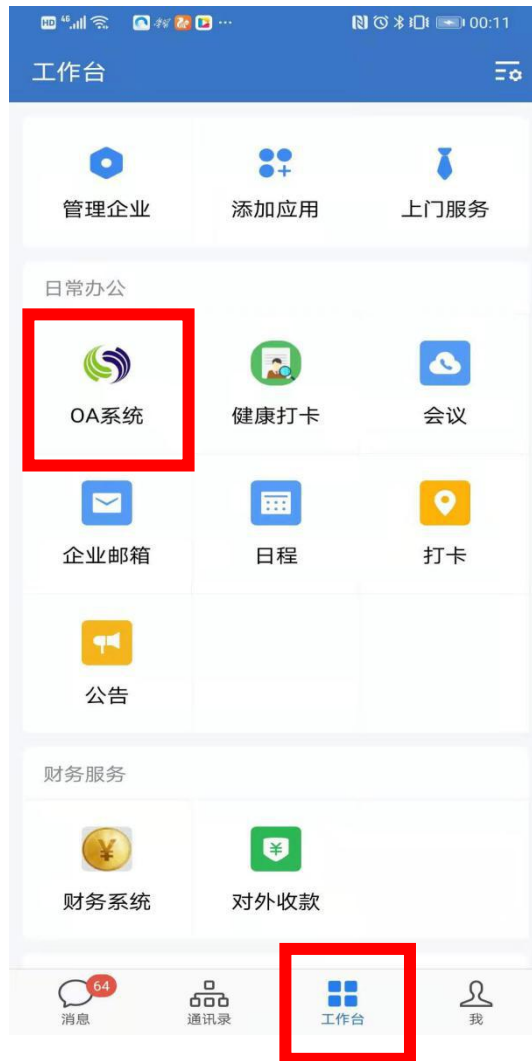 HD 46 00:11
工作台
管理企业 添加应用 上门服务
日常办公
OA系统 健康打卡 会议
企业邮箱 日程 打卡
公告
财务服务
财务系统 对外收款
64
消息 通讯录 工作台 我